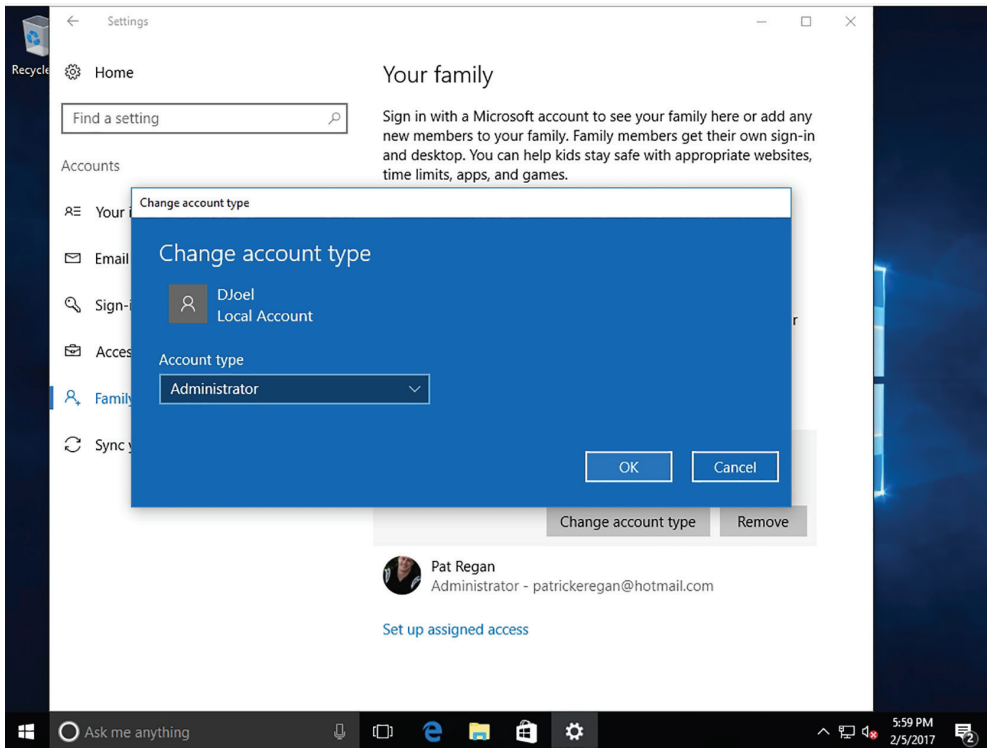 Recycle
Settings
Home
Find a setting
Accounts
Your i
Email
Sign-i
Acces
Family
Sync y
Your family
Sign in with a Microsoft account to see your family here or add any
new members to your family. Family members get their own sign-in
and desktop. You can help kids stay safe with appropriate websites,
time limits, apps, and games.
r
Change account type
Change account type
DJoel
Local Account
Account type
Administrator
OK
Cancel
Change account type
Remove
Pat Regan
Administrator - patrickeregan@hotmail.com
Set up assigned access
Ask me anything
5:59 PM
2/5/2017
2